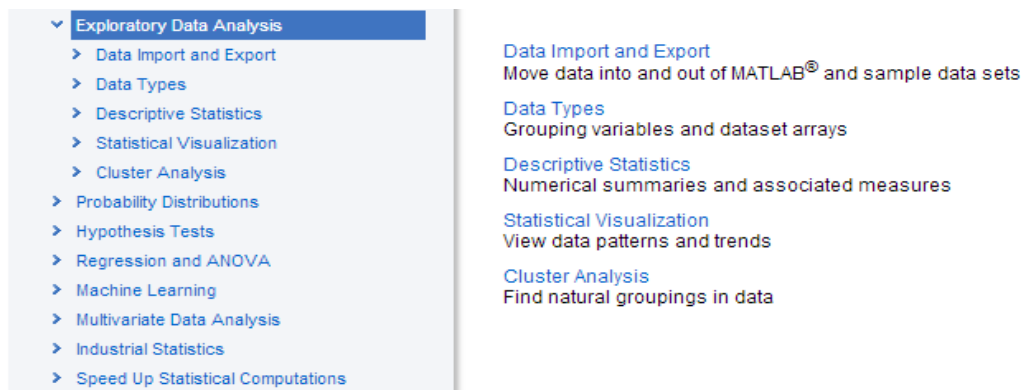 Exploratory Data Analysis
Data Import and Export
Data Types
Descriptive Statistics
Statistical Visualization
Cluster Analysis
Probability Distributions
Hypothesis Tests
Regression and ANOVA
Machine Learning
Multivariate Data Analysis
Industrial Statistics
Speed Up Statistical Computations
Data Import and Export
Move data into and out of MATLAB® and sample data sets
Data Types
Grouping variables and dataset arrays
Descriptive Statistics
Numerical summaries and associated measures
Statistical Visualization
View data patterns and trends
Cluster Analysis
Find natural groupings in data